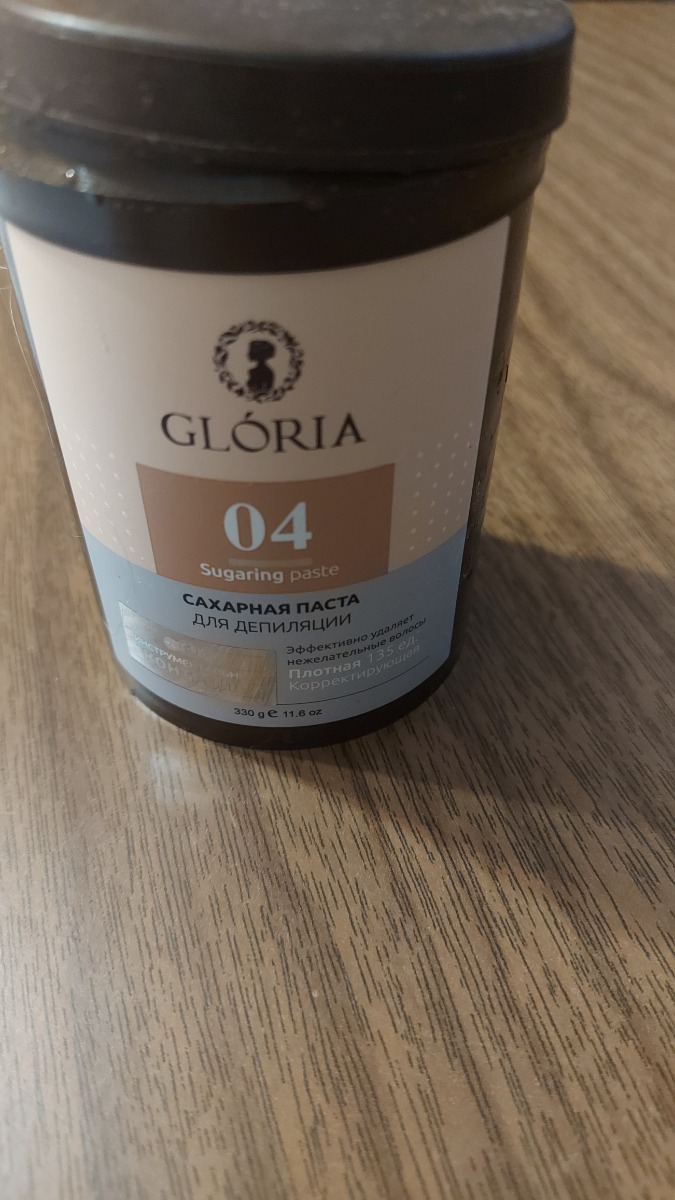 GLÓRIA
04
Sugaring paste
САХАРНАЯ ПАСТА
ДЛЯ ДЕПИЛЯЦИИ
Эффективно удаляет
нежелательные волосы
Плотная 135 ед.
Корректирующая
330 g e 11.6 oz